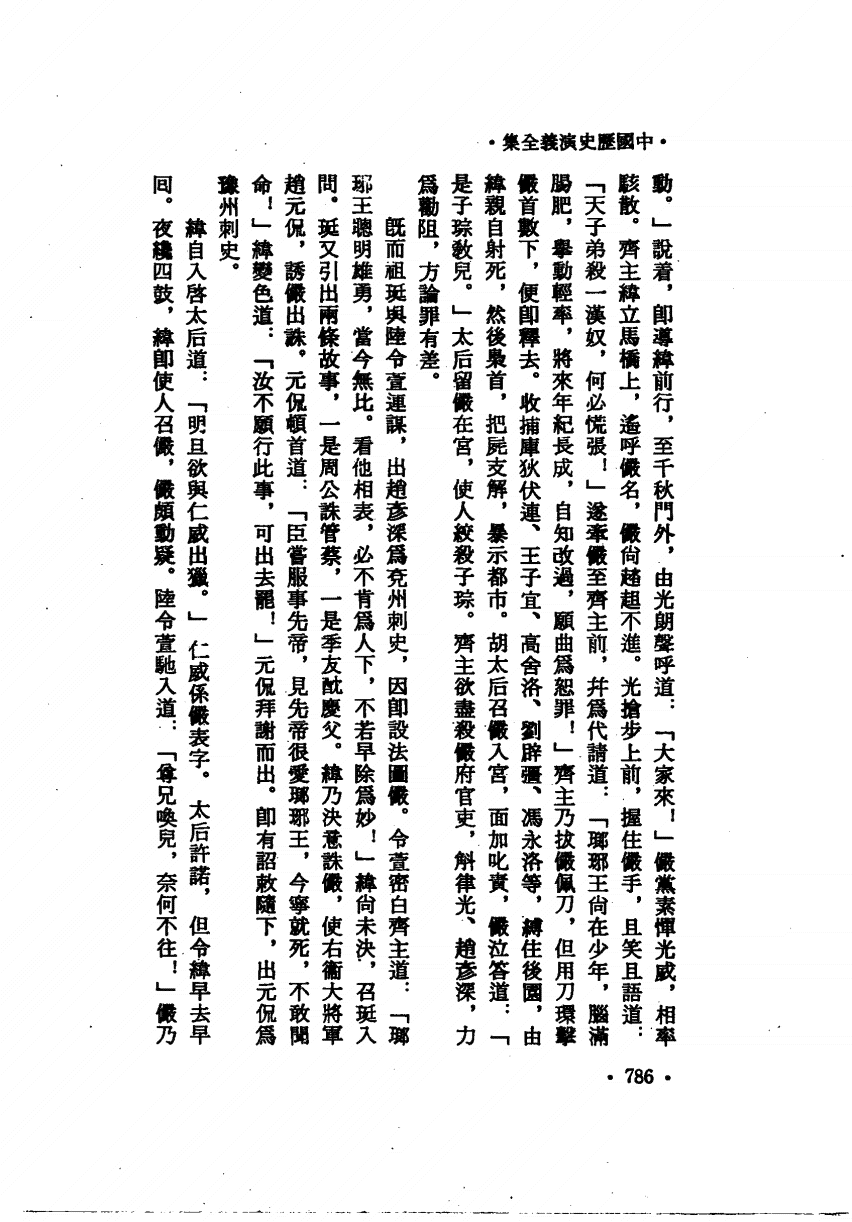 •中國歷史演義全集•
動。」說着，卽導緯前行，至千秋門外，由光朗聲呼道：「大家來！」儼黨素憚光威，相率
駭散。齊主緯立馬橋上，遙呼儼名，儼尙趑趄不進。光搶步上前，握住儼手，且笑且語道：
「天子弟殺一漢奴，何必慌張！」遂牽儼至齊主前，幷爲代請道：「瑯琊王尙在少年，腦滿
腸肥，舉動輕率，將來年紀長成，自知改過，願曲爲恕罪！」齊主乃拔儼佩刀，但用刀環擊
儼首數下，便卽釋去。收捕庫狄伏連、王子宜、高舍洛、劉辟彊、馮永洛等，縛住後園，由
緯親自射死，然後梟首，把屍支解，暴示都市。胡太后召儼入宮，面加叱責，儼泣答道：「
是子琮敎兒。」太后留儼在宮，使人絞殺子琮。齊主欲盡殺儼府官吏，斛律光、趙彥深，力
爲勸阻，方論罪有差。
旣而祖珽與陸令萱連謀，出趙彥深爲兗州刺史，因卽設法圖儼。令萱密白齊主道：「瑯
琊王聰明雄勇，當今無比。看他相表，必不肯爲人下，不若早除爲妙！」緯尙未決，召珽入
問。珽又引出兩條故事，一是周公誅管蔡，一是季友酖慶父。緯乃決意誅儼，使右衞大將軍
趙元侃，誘儼出誅。元侃頓首道：「臣嘗服事先帝，見先帝很愛瑯琊王，今寧就死，不敢聞
命！」緯變色道：「汝不願行此事，可出去罷！」元侃拜謝而出。卽有詔敕隨下，出元侃爲
豫州刺史。
緯自入啓太后道：「明旦欲與仁威出獵。」仁威係儼表字。太后許諾，但令緯早去早
囘。夜纔四鼓，緯卽使人召儼，儼頗動疑。陸令萱馳入道：「尊兄喚兒，奈何不往！」儼乃
•786•